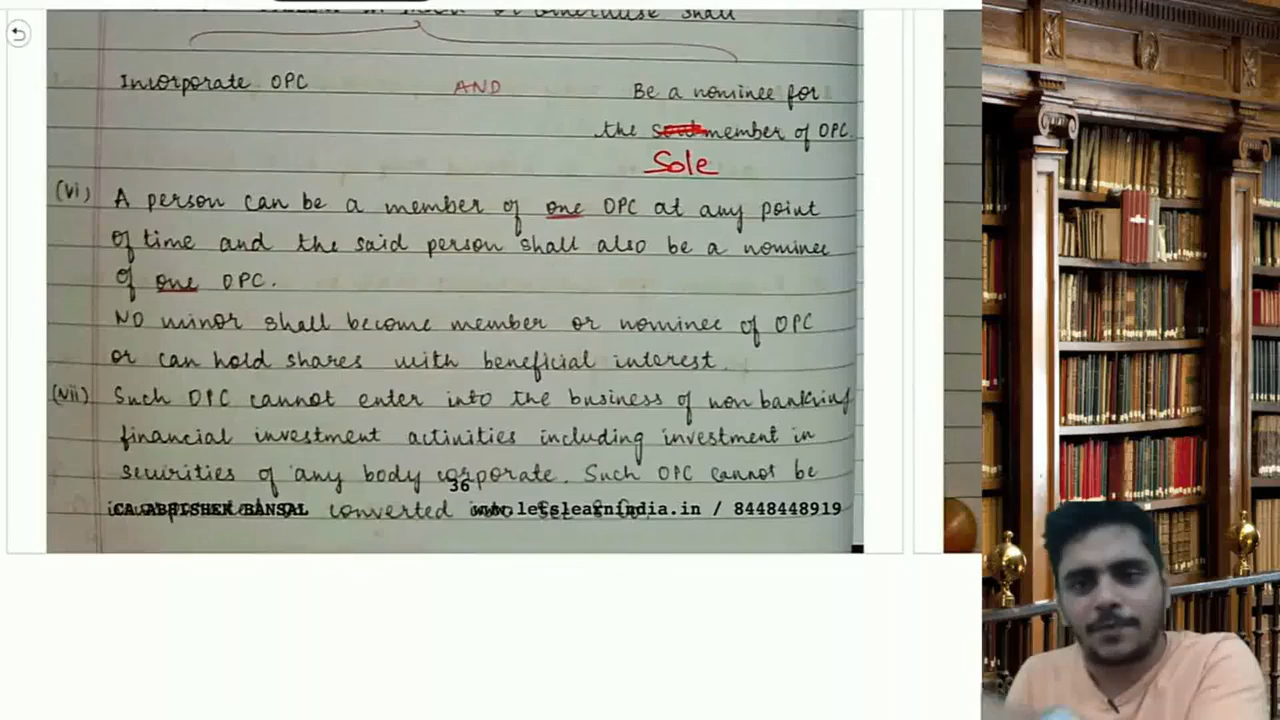 shall
Incorporate OPC AND Be a nominee for
the member of OPC.
Sole
(vi) A person can be a member of one OPC at any point
of time and the said person shall also be a nominee
of one OPC.
NO minor shall become member or nominee of OPC
or can hold shares with beneficial interest.
(vii) Such OPC cannot enter into the business of non banking
financial investment activities including investment in
securities of any body corporate. Such OPC cannot be
36
converted
CA ABHISHEK BANSAL www.letslearnindia.in / 8448448919